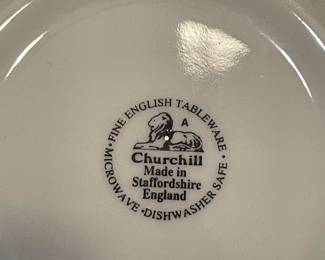 • FINE ENGLISH TABLEWARE •
A
Churchill
Made in
Staffordshire
England
MICROWAVE • DISHWASHER SAFE